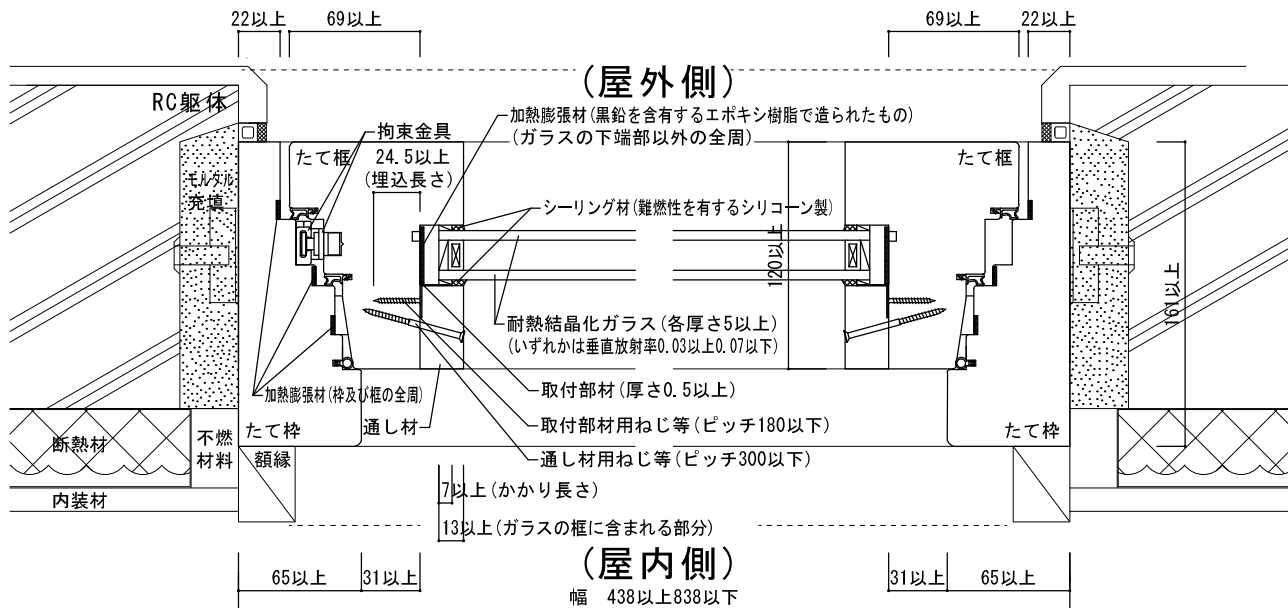 22以上
69以上
69以上
22以上
(屋外側)
RC躯体
加熱膨張材(黒鉛を含有するエポキシ樹脂で造られたもの)
(ガラスの下端部以外の全周)
拘束金具
たて框
24.5以上
(埋込長さ)
たて框
モルタル
充填
シーリング材(難燃性を有するシリコーン製)
120以上
161以上
耐熱結晶化ガラス(各厚さ5以上)
(いずれかは垂直放射率0.03以上0.07以下)
加熱膨張材(枠及び框の全周)
取付部材(厚さ0.5以上)
通し材
取付部材用ねじ等(ピッチ180以下)
たて枠
たて枠
断熱材
不燃
材料
額縁
通し材用ねじ等(ピッチ300以下)
内装材
7以上(かかり長さ)
13以上(ガラスの框に含まれる部分)
(屋内側)
65以上
31以上
31以上
65以上
幅 438以上838以下